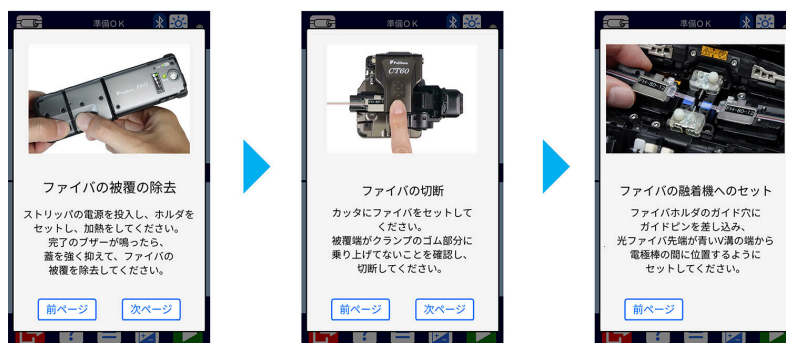 準備OK
Fujikura
ファイバの被覆の除去
ストリッパの電源を投入し、ホルダを
セットし、加熱をしてください。
完了のブザーが鳴ったら、
蓋を強く抑えて、ファイバの
被覆を除去してください。
前ページ
次ページ
準備OK
Fujikura
CT60
ファイバの切断
カッタにファイバをセットして
ください。
被覆端がクランプのゴム部分に
乗り上げてないことを確認し、
切断してください。
前ページ
次ページ
準備OK
FH-60-12
ファイバの融着機へのセット
ファイバホルダのガイド穴に
ガイドピンを差し込み、
光ファイバ先端が青いV溝の端から
電極棒の間に位置するように
セットしてください。
前ページ